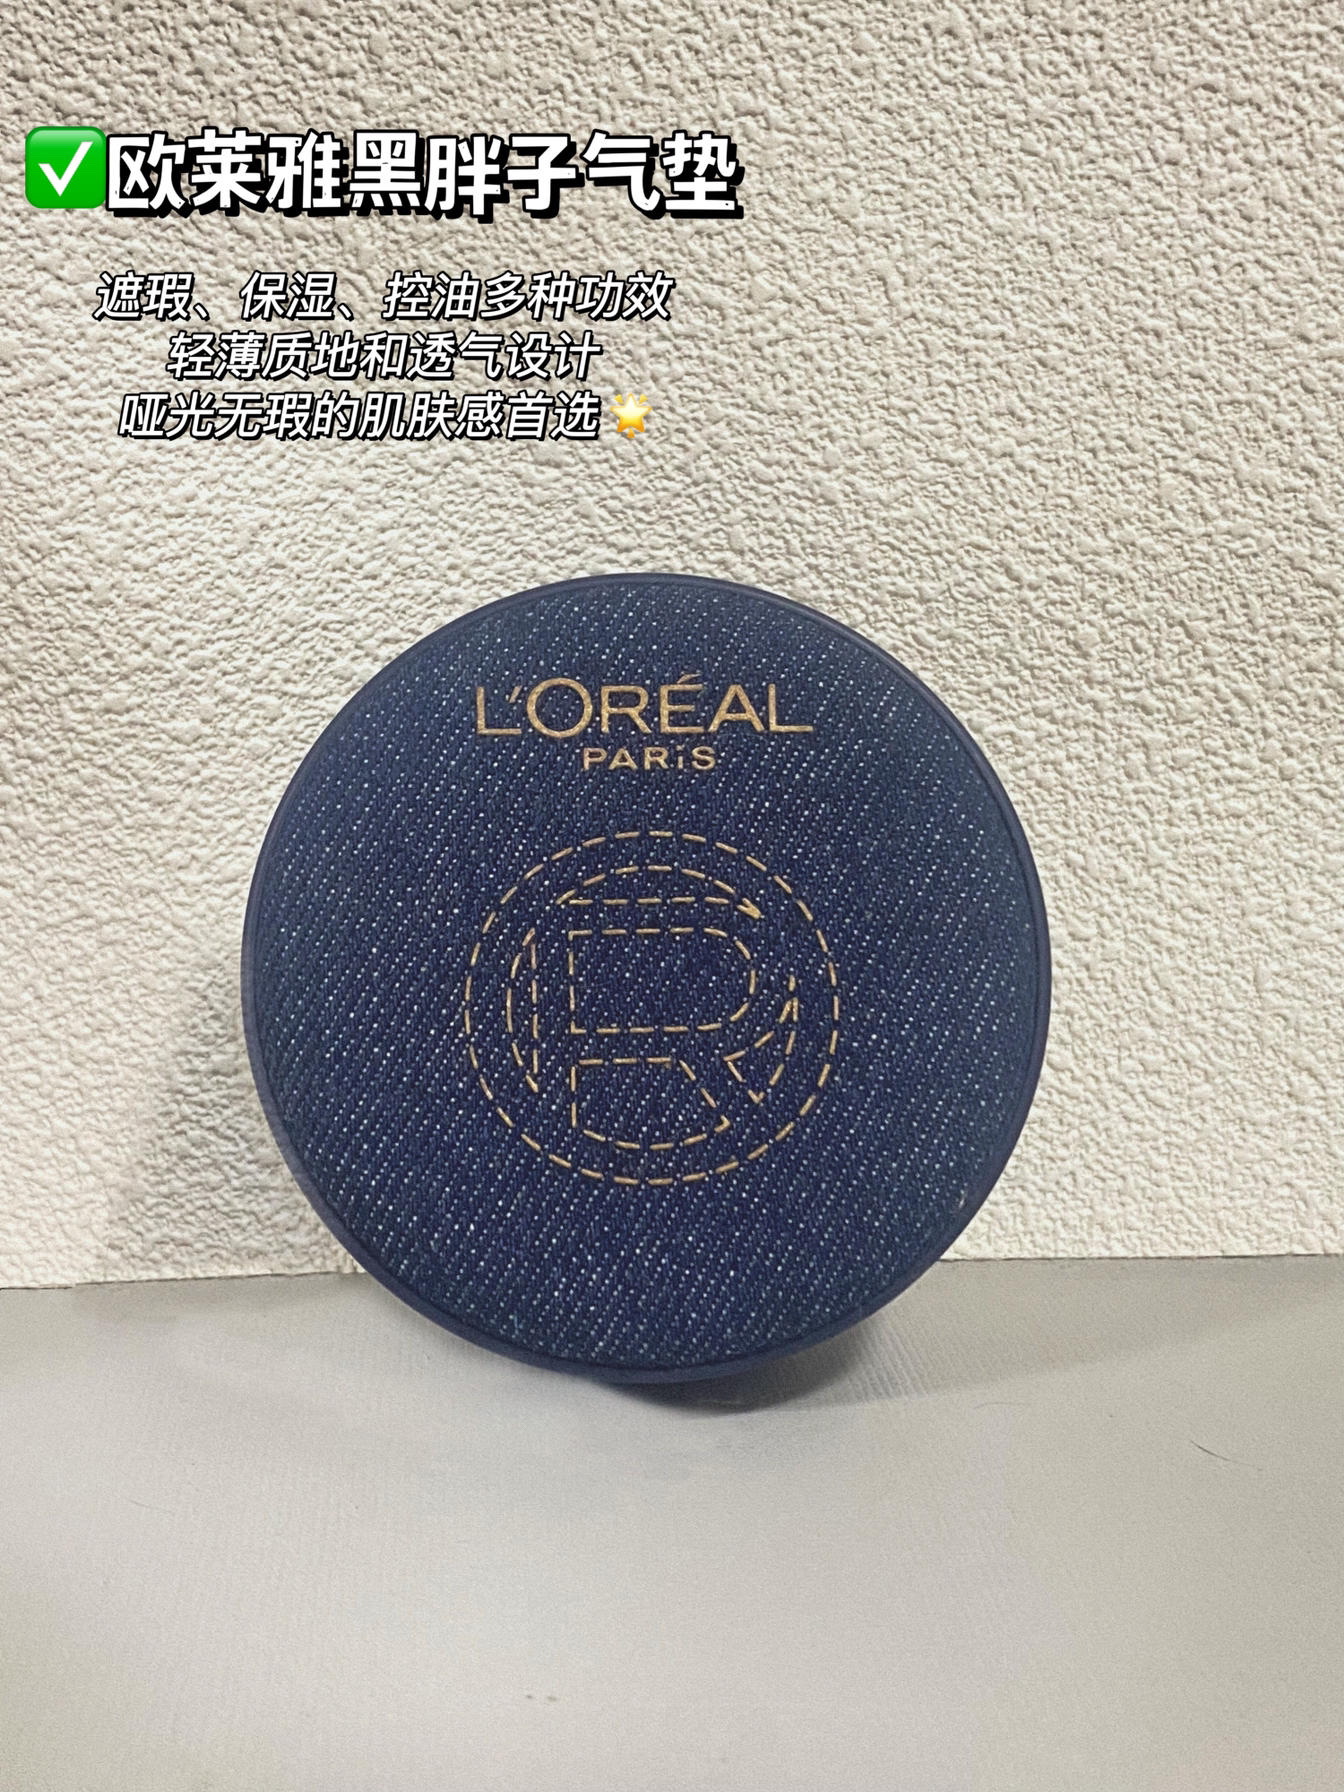 ✅欧莱雅黑胖子气垫
遮瑕、保湿、控油多种功效
轻薄质地和透气设计
哑光无瑕的肌肤感首选🌟
L'ORÉAL
PARiS
R